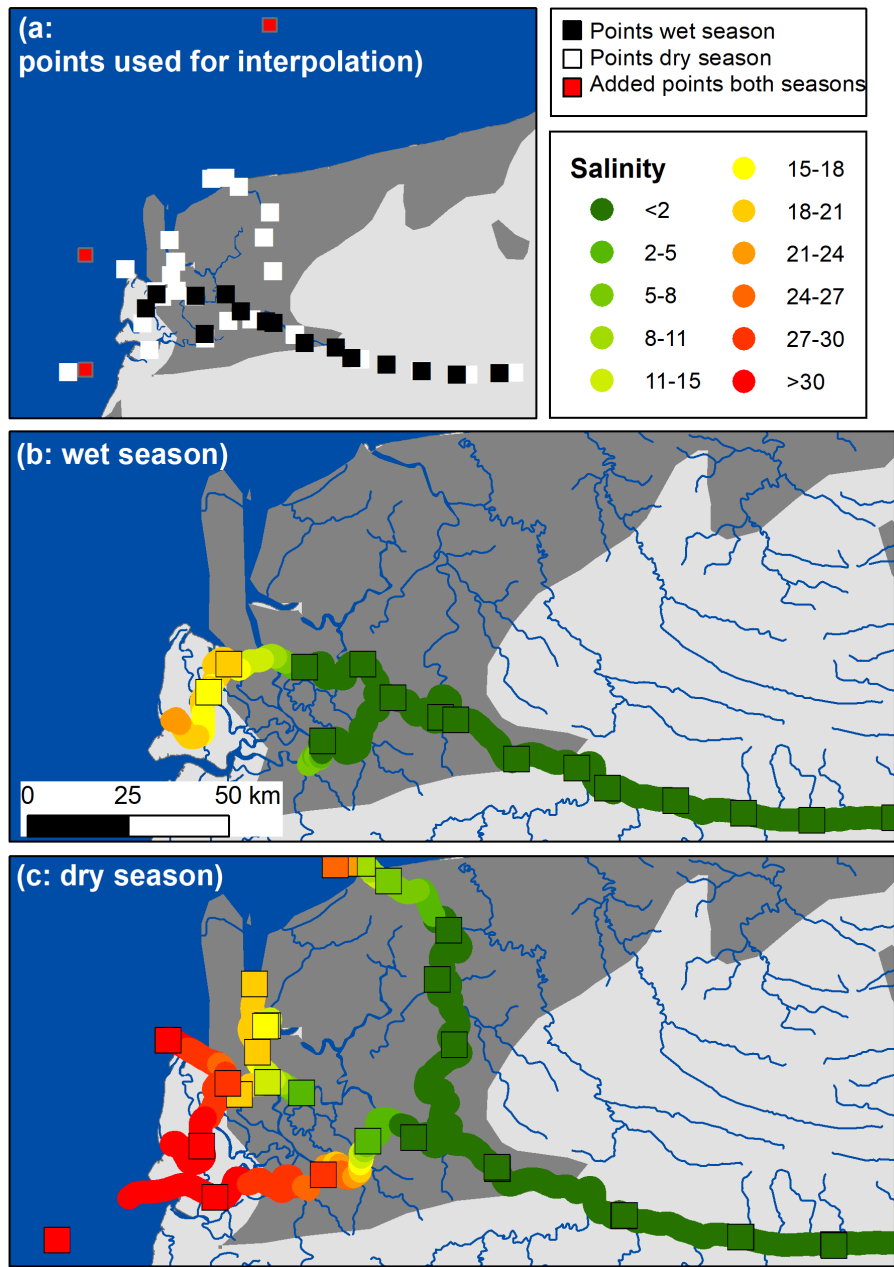 (a:
points used for interpolation)
Points wet season
Points dry season
Added points both seasons
Salinity
<2
2-5
5-8
8-11
11-15
15-18
18-21
21-24
24-27
27-30
>30
(b: wet season)
0 25 50 km
(c: dry season)